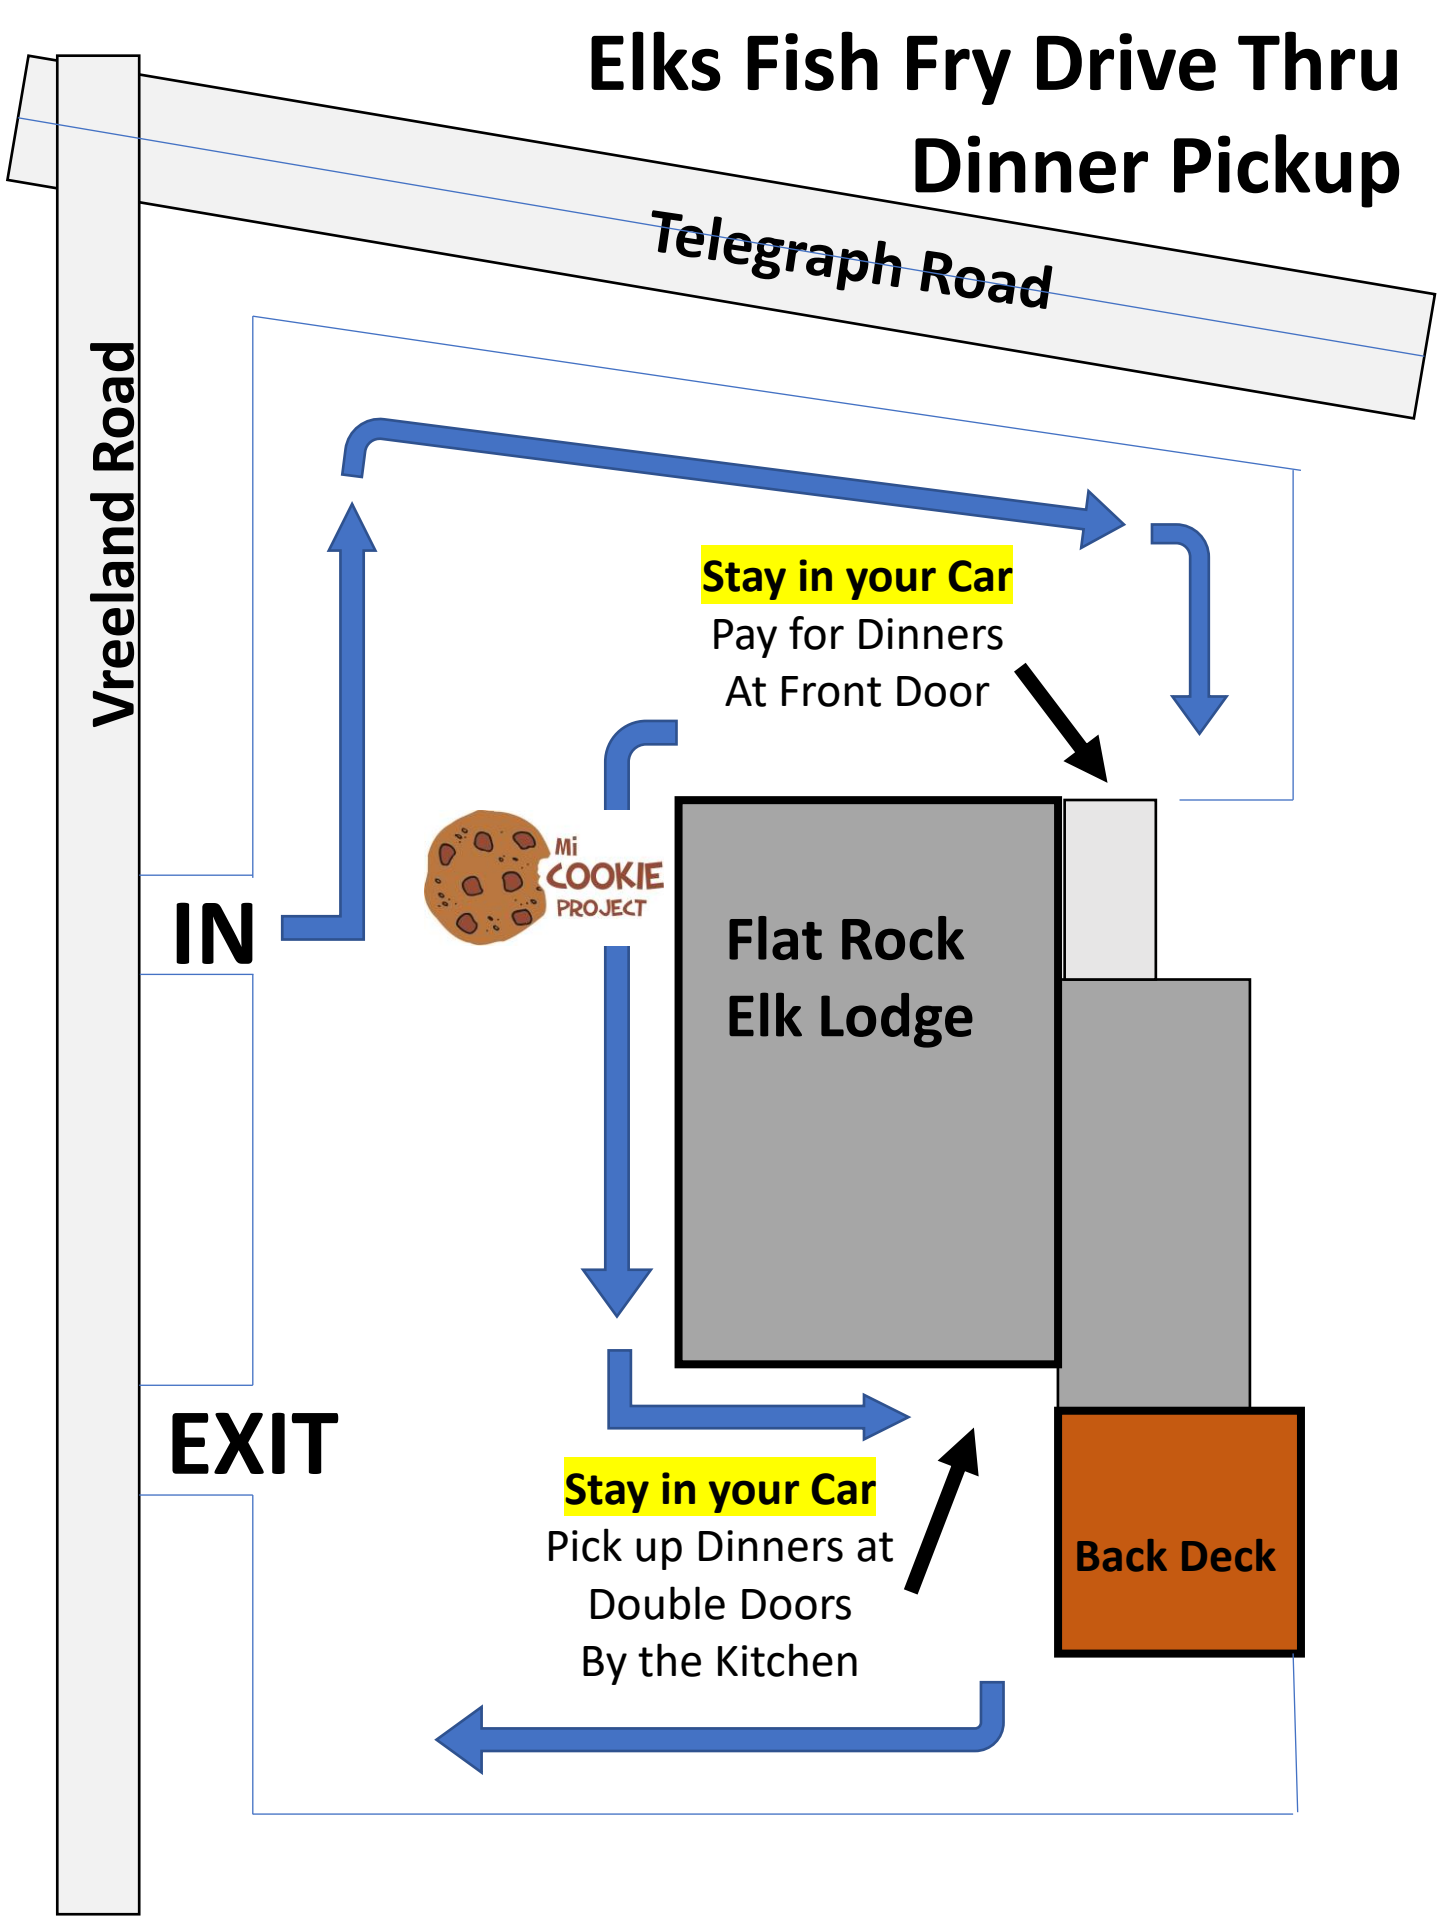 Elks Fish Fry Drive Thru
Dinner Pickup
Telegraph Road
Vreeland Road
Stay in your Car
Pay for Dinners
At Front Door
Mi
COOKIE
PROJECT
IN
Flat Rock
Elk Lodge
EXIT
Stay in your Car
Pick up Dinners at
Double Doors
By the Kitchen
Back Deck